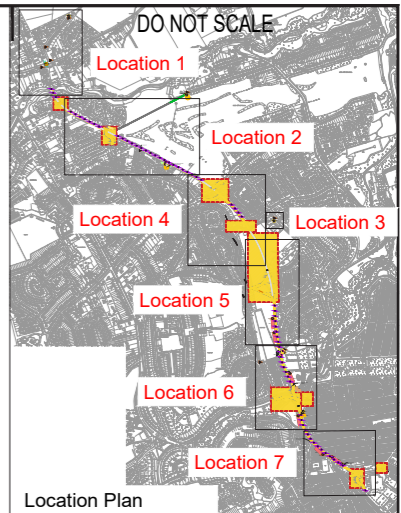 DO NOT SCALE
Location 1
Location 2
Location 4
Location 3
Location 5
Location 6
Location 7
Location Plan